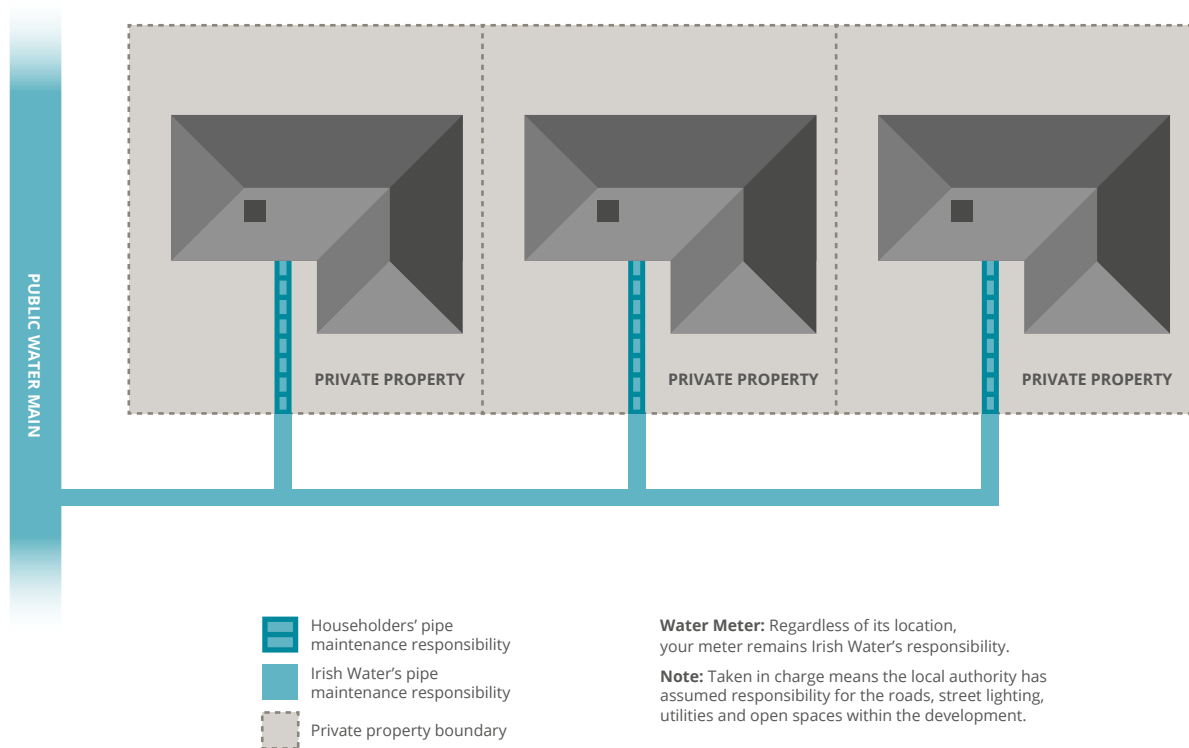 PUBLIC WATER MAIN
PRIVATE PROPERTY
PRIVATE PROPERTY
PRIVATE PROPERTY
Householders’ pipe
maintenance responsibility
Irish Water’s pipe
maintenance responsibility
Private property boundary
Water Meter: Regardless of its location,
your meter remains Irish Water’s responsibility.
Note: Taken in charge means the local authority has
assumed responsibility for the roads, street lighting,
utilities and open spaces within the development.